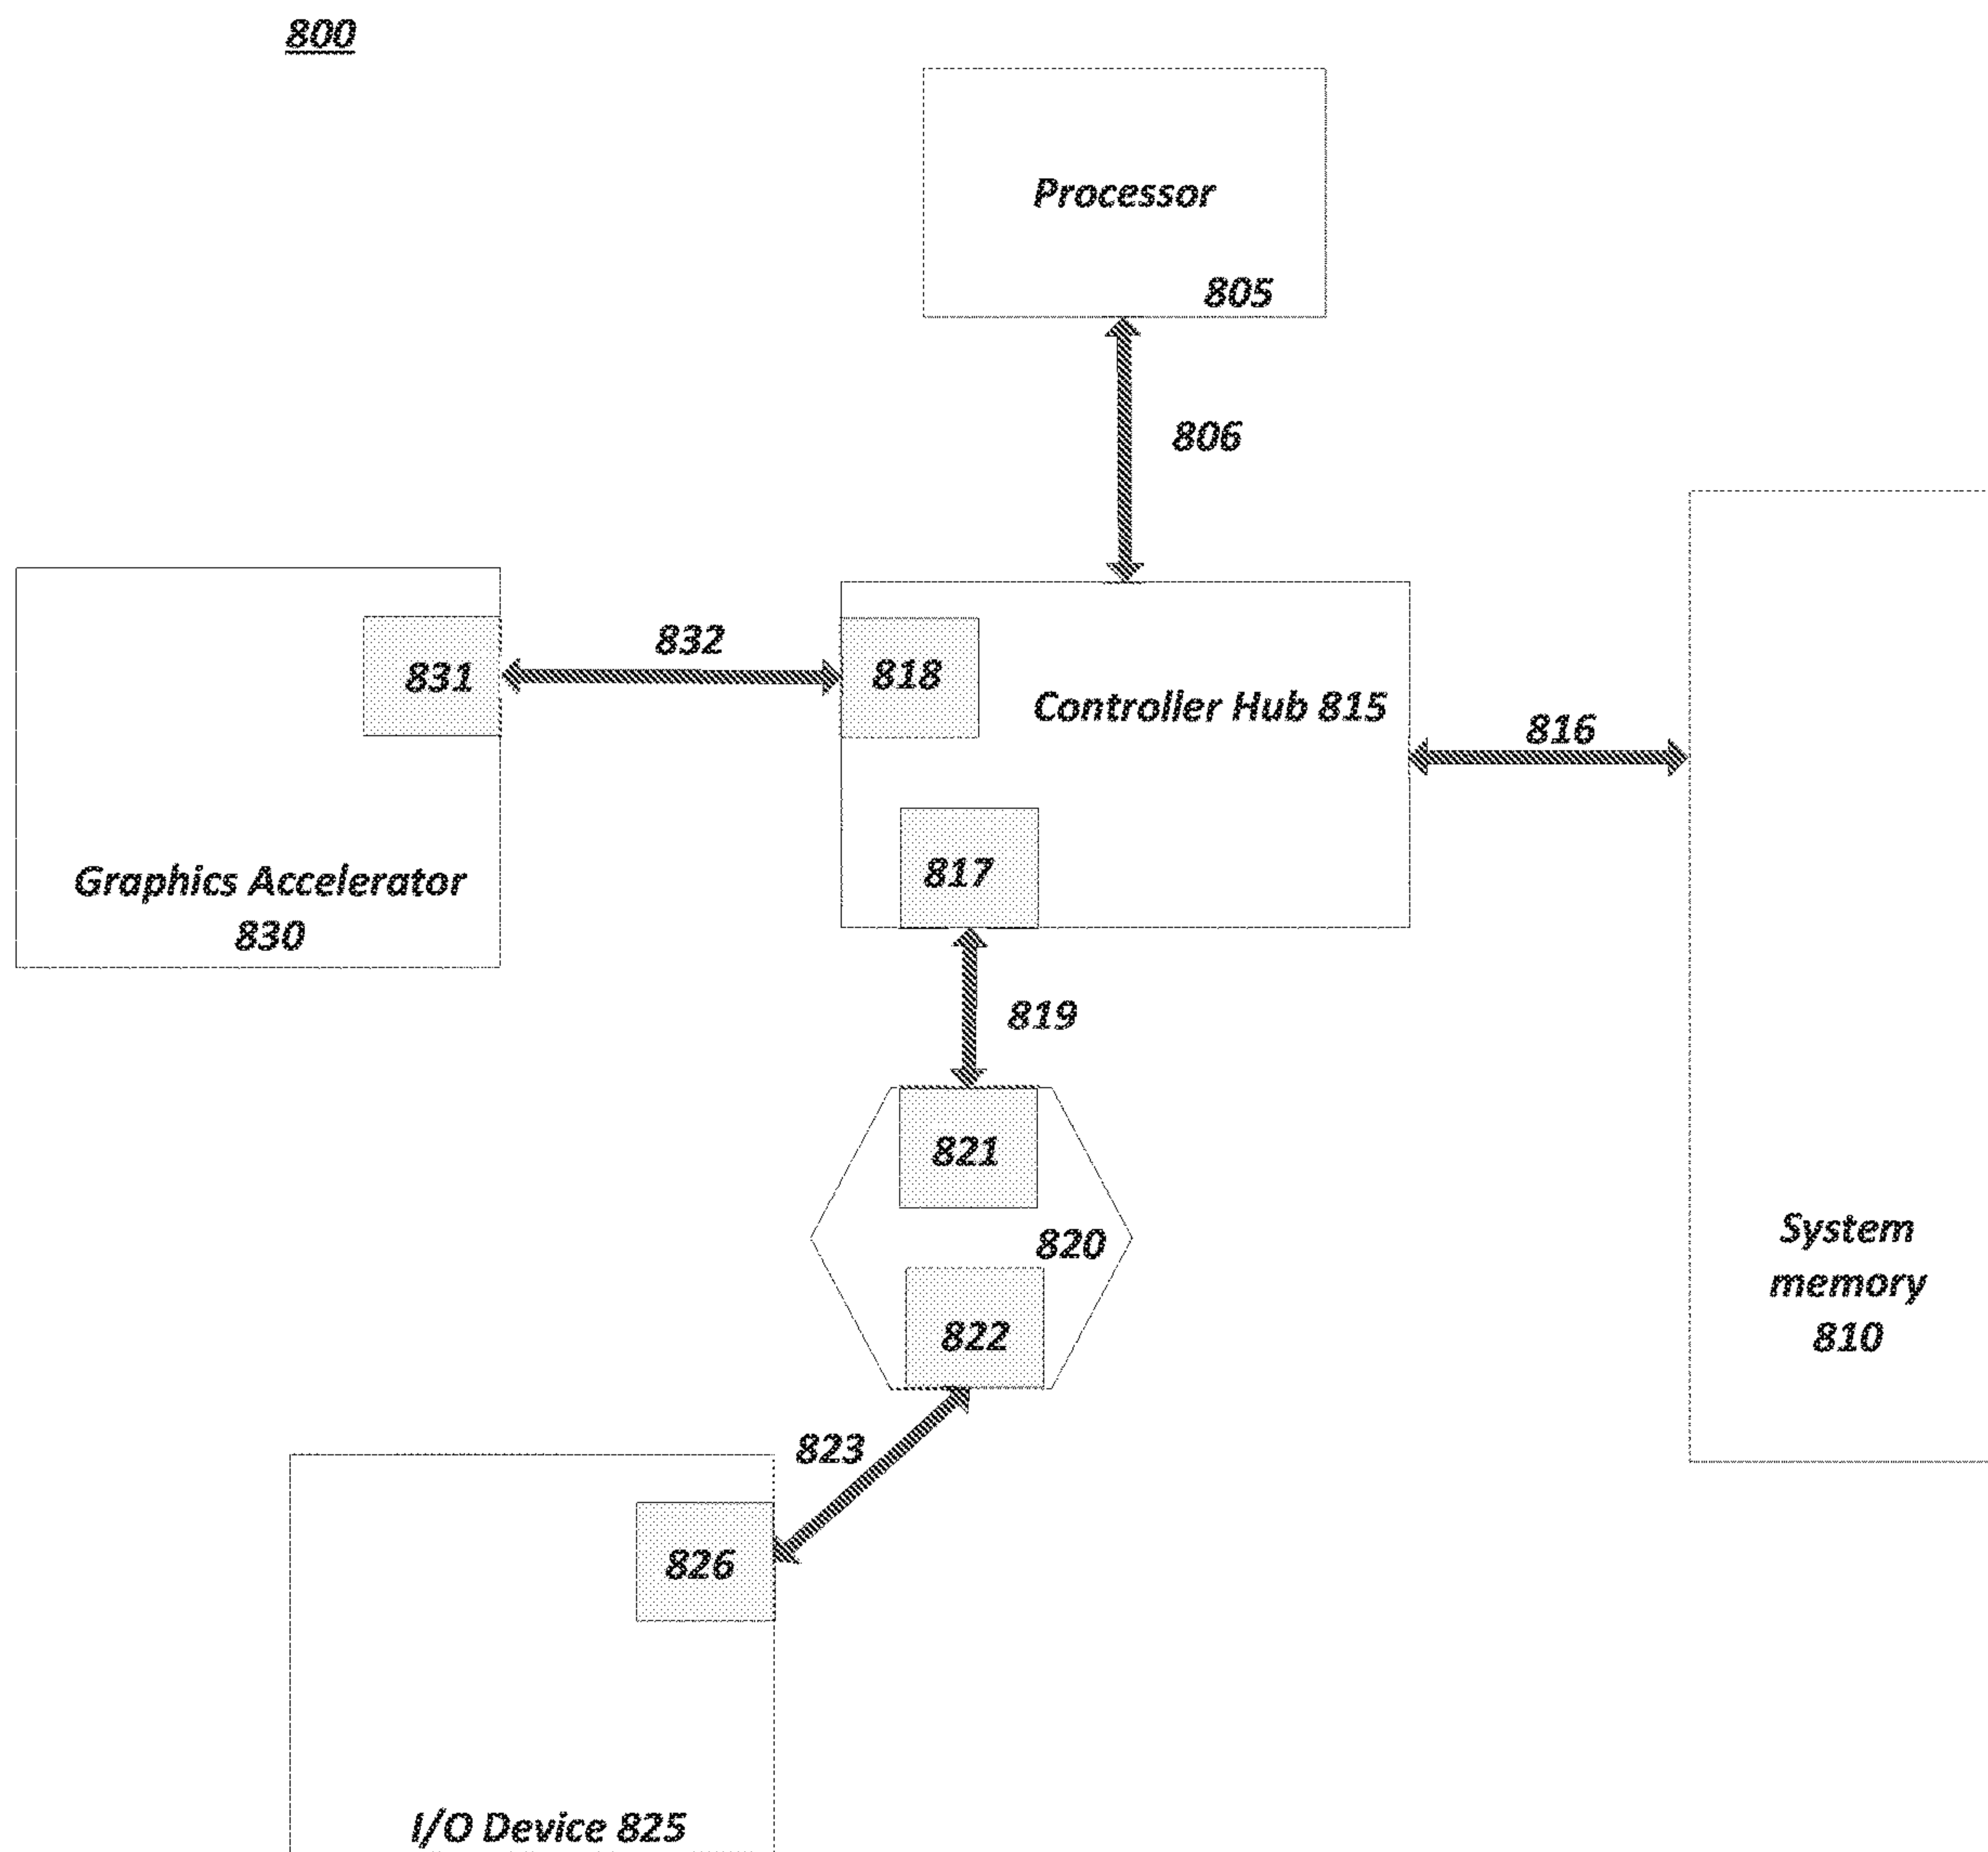 800
Processor
805
806
832
831
818
Controller Hub 815
816
817
Graphics Accelerator
830
819
821
820
822
System
memory
810
823
826
I/O Device 825